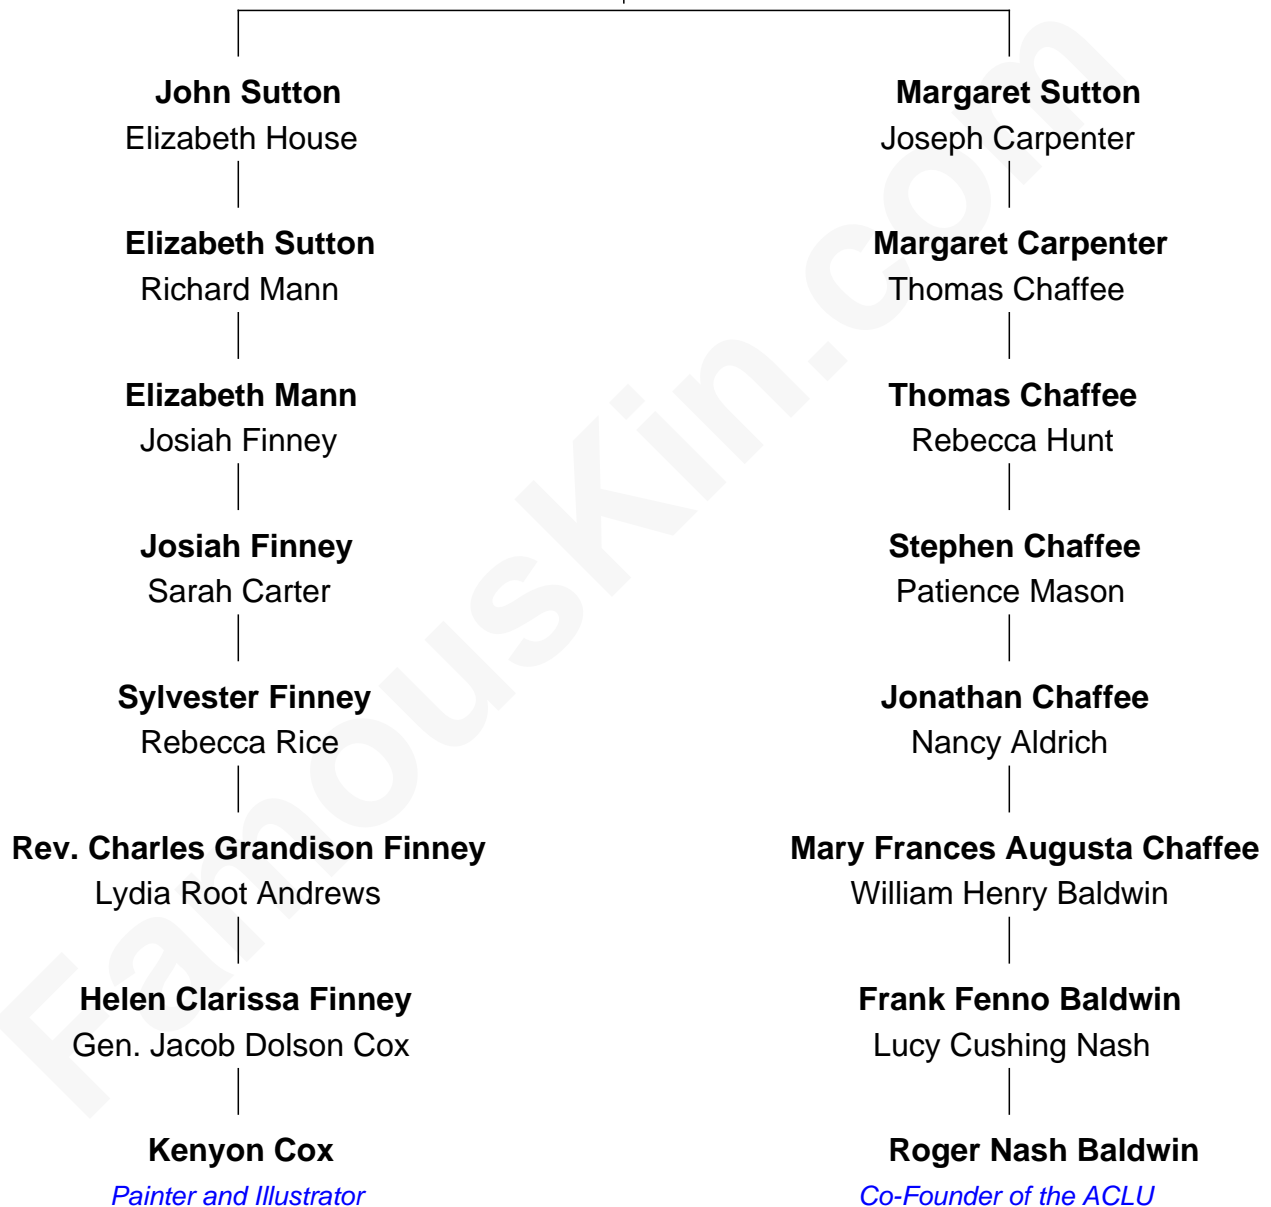 John Sutton
Elizabeth House
Elizabeth Sutton
Richard Mann
Elizabeth Mann
Josiah Finney
Josiah Finney
Sarah Carter
Sylvester Finney
Rebecca Rice
Rev. Charles Grandison Finney
Lydia Root Andrews
Helen Clarissa Finney
Gen. Jacob Dolson Cox
Kenyon Cox
Painter and Illustrator
Margaret Sutton
Joseph Carpenter
Margaret Carpenter
Thomas Chaffee
Thomas Chaffee
Rebecca Hunt
Stephen Chaffee
Patience Mason
Jonathan Chaffee
Nancy Aldrich
Mary Frances Augusta Chaffee
William Henry Baldwin
Frank Fenno Baldwin
Lucy Cushing Nash
Roger Nash Baldwin
Co-Founder of the ACLU
FamousKin.com